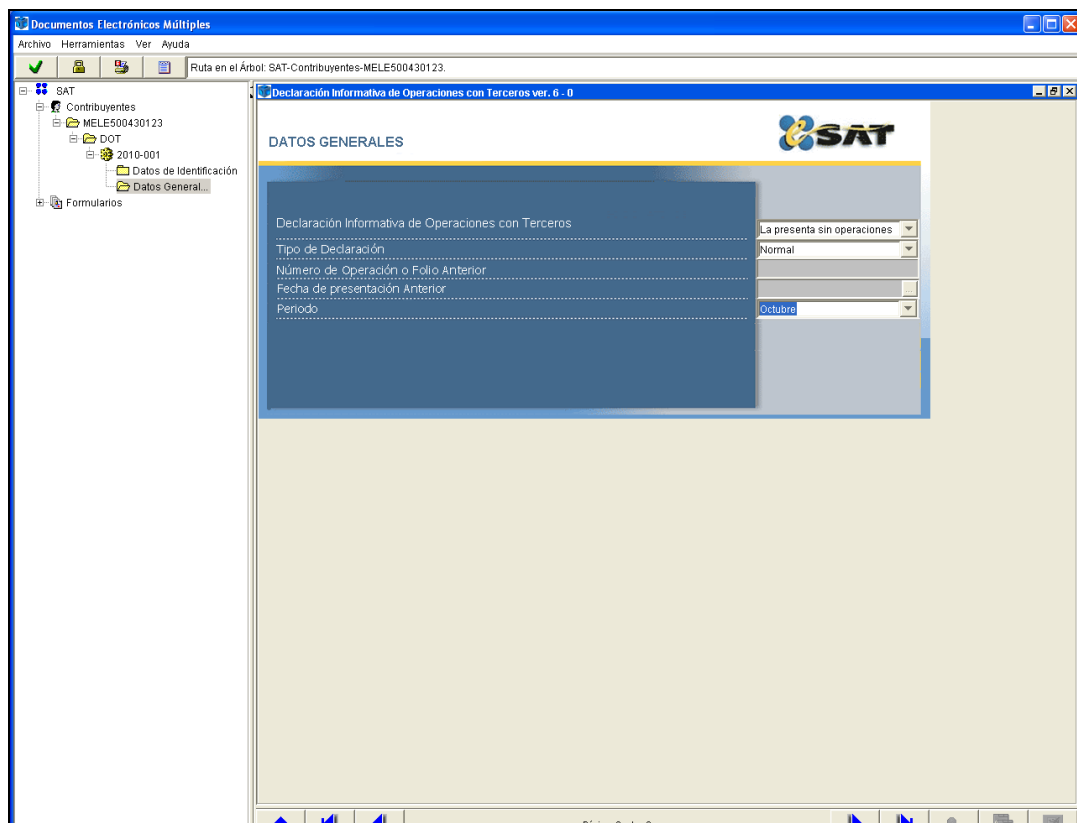 Documentos Electrónicos Múltiples
Archivo Herramientas Ver Ayuda
Ruta en el Árbol: SAT-Contribuyentes-MELE500430123.
SAT
Contribuyentes
MELE500430123
DOT
2010-001
Datos de Identificación
Datos General...
Formularios
Declaración Informativa de Operaciones con Terceros ver. 6 - 0
DATOS GENERALES
SAT
Declaración Informativa de Operaciones con Terceros
La presenta sin operaciones
Tipo de Declaración
Normal
Número de Operación o Folio Anterior
Fecha de presentación Anterior
...
Periodo
Octubre